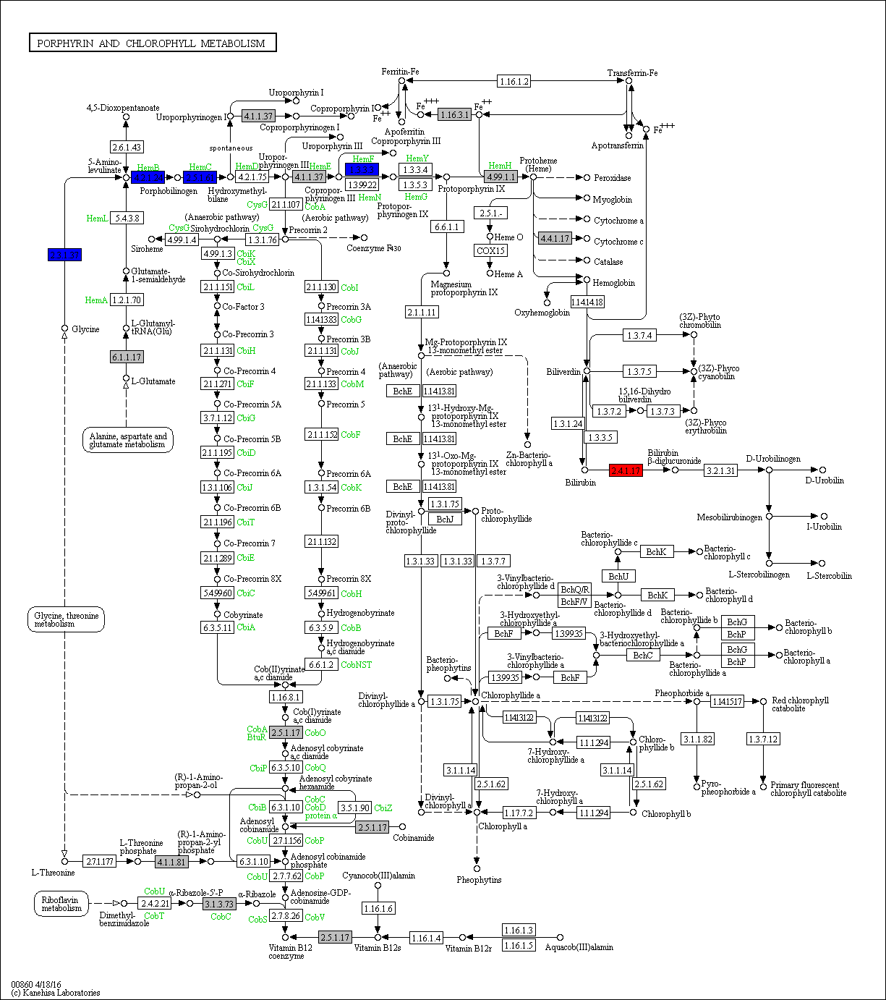 PORPHYRIN AND CHLOROPHYLL METABOLISM
Ferritin-Fe
1.16.1.2
Transferrin-Fe
Uroporphyrin I
4,5-Dioxopentanoate
Uroporphyrinogen I
4.1.1.37
Coproporphyrin I
Fe++
Fe+++
1.16.3.1
Fe++
Coproporphyrinogen I
Apoferritin
Fe+++
Apotransferrin
2.6.1.43
spontaneous
Uroporphyrin III
Coproporphyrin III
5-Amino-
levulinate
HemB
HemC
HemD
Uropor-
phyrinogen III
HemE
HemF
HemY
HemH
Protoheme
(Heme)
4.2.1.75
4.1.1.37
1.3.3.3
1.3.3.4
4.99.1.1
Peroxidase
Porphobilinogen
Hydroxymethyl-
bilane
Copropor-
phyrinogen III
1.3.99.22
HemN
1.3.5.3
HemG
Protopor-
phyrinogen IX
Protoporphyrin IX
Myoglobin
CysG
2.1.1.107
CobA
HemL
5.4.3.8
(Anaerobic pathway)
(Aerobic pathway)
2.5.1.-
Cytochrome a
CysG
Sirohydrochlorin
CysG
Precorrin 2
6.6.1.1
Heme O
4.4.1.17
Cytochrome c
Siroheme
4.99.1.4
1.3.1.76
Coenzyme F430
COX15
2.3.1.37
4.99.1.3
CbiK
CbiX
Catalase
Glutamate-
1-semialdehyde
Co-Sirohydrochlorin
Heme A
Hemoglobin
2.1.1.151
CbiL
2.1.1.130
CobI
Magnesium
protoporphyrin IX
HemA
1.2.1.70
Co-Factor 3
Precorrin 3A
2.1.1.11
Oxyhemoglobin
1.14.14.18
Glycine
L-Glutamyl-
tRNA(Glu)
1.14.13.83
CobG
(3Z)-Phyto
chromobilin
Co-Precorrin 3
Precorrin 3B
Mg-Protoporphyrin IX
13-monomethyl ester
1.3.7.4
6.1.1.17
2.1.1.131
CbiH
2.1.1.131
CobJ
L-Glutamate
Co-Precorrin 4
Precorrin 4
(Anaerobic
pathway)
(Aerobic pathway)
Biliverdin
1.3.7.5
(3Z)-Phyco
cyanobilin
2.1.1.271
CbiF
2.1.1.133
CobM
BchE
1.14.13.81
15,16-Dihydro
biliverdin
Co-Precorrin 5A
Precorrin 5
13¹-Hydroxy-Mg-
protoporphyrin IX
13-monomethyl ester
1.3.7.2
1.3.7.3
3.7.1.12
CbiG
1.3.1.24
(3Z)-Phyco
erythrobilin
Alanine, aspartate and
glutamate metabolism
Co-Precorrin 5B
2.1.1.152
CobF
BchE
1.14.13.81
Zn-Bacterio-
chlorophyll a
1.3.3.5
2.1.1.195
CbiD
13¹-Oxo-Mg-
protoporphyrin IX
13-monomethyl ester
Bilirubin
β-diglucuronide
D-Urobilinogen
Co-Precorrin 6A
Precorrin 6A
Bilirubin
2.4.1.17
3.2.1.31
D-Urobilin
1.3.1.106
CbiJ
1.3.1.54
CobK
BchE
1.14.13.81
Co-Precorrin 6B
Precorrin 6B
1.3.1.75
Divinyl-
proto-
chlorophyllide
BchJ
Proto-
chlorophyllide
Mesobilirubinogen
I-Urobilin
2.1.1.196
CbiT
2.1.1.132
Co-Precorrin 7
2.1.1.289
CbiE
1.3.1.33
1.3.1.33
1.3.7.7
Bacterio-
chlorophyllide c
BchK
Bacterio-
chlorophyll c
Co-Precorrin 8X
Precorrin 8X
BchU
L-Stercobilinogen
L-Stercobilin
5.4.99.60
CbiC
5.4.99.61
CobH
3-Vinylbacterio-
chlorophyllide d
BchQ/R
BchF/V
Bacterio-
chlorophyllide d
BchK
Bacterio-
chlorophyll d
Glycine, threonine
metabolism
Cobyrinate
Hydrogenobyrinate
3-Hydroxyethyl-
chlorophyllide a
Bacterio-
chlorophyllide b
BchG
BchP
Bacterio-
chlorophyll b
6.3.5.11
CbiA
6.3.5.9
CobB
BchF
1.3.99.35
3-Hydroxyethyl-
bacteriochlorophyllide a
Hydrogenobyrinate
a,c diamide
6.6.1.2
CobNST
3-Vinylbacterio-
chlorophyllide a
BchC
BchG
BchP
Bacterio-
chlorophyll a
Cob(II)yrinate
a,c diamide
Bacterio-
pheophytins
1.3.99.35
BchF
Bacterio-
chlorophyllide a
1.16.8.1
Divinyl-
chlorophyllide a
1.3.1.75
Chlorophyllide a
Pheophorbide a
1.14.15.17
Red chlorophyll
catabolite
Cob(I)yrinate
a,c diamide
1.14.13.122
1.14.13.122
CobA
BtuR
2.5.1.17
CobO
7-Hydroxy-
chlorophyllide a
1.1.1.294
Chloro-
phyllide b
3.1.1.82
1.3.7.12
Adenosyl cobyrinate
a,c diamide
CbiP
6.3.5.10
CobQ
3.1.1.14
3.1.1.14
(R)-1-Amino-
propan-2-ol
Adenosyl cobyrinate
hexaamide
2.5.1.62
2.5.1.62
Pyro-
pheophorbide a
Primary fluorescent
chlorophyll catabolite
CbiB
6.3.1.10
CobC
CobD
protein α
3.5.1.90
CbiZ
Divinyl-
chlorophyll a
7-Hydroxy-
chlorophyll a
Adenosyl
cobinamide
2.5.1.17
Cobinamide
1.17.7.2
1.1.1.294
Chlorophyll b
Chlorophyll a
CobU
2.7.1.156
CobP
L-Threonine
phosphate
(R)-1-Amino-
propan-2-yl
phosphate
L-Threonine
2.7.1.177
4.1.1.81
6.3.1.10
Adenosyl cobinamide
phosphate
Pheophytins
CobU
2.7.7.62
CobP
Cyanocob(III)alamin
Riboflavin
metabolism
CobU
α-Ribazole-5'-P
α-Ribazole
Adenosine-GDP-
cobinamide
2.4.2.21
3.1.3.73
1.16.1.6
Dimethyl-
benzimidazole
CobT
CobC
CobS
2.7.8.26
CobV
2.5.1.17
1.16.1.4
1.16.1.3
1.16.1.5
Vitamin B12
coenzyme
Vitamin B12s
Vitamin B12r
Aquacob(III)alamin
00860 4/18/16
(c) Kanehisa Laboratories